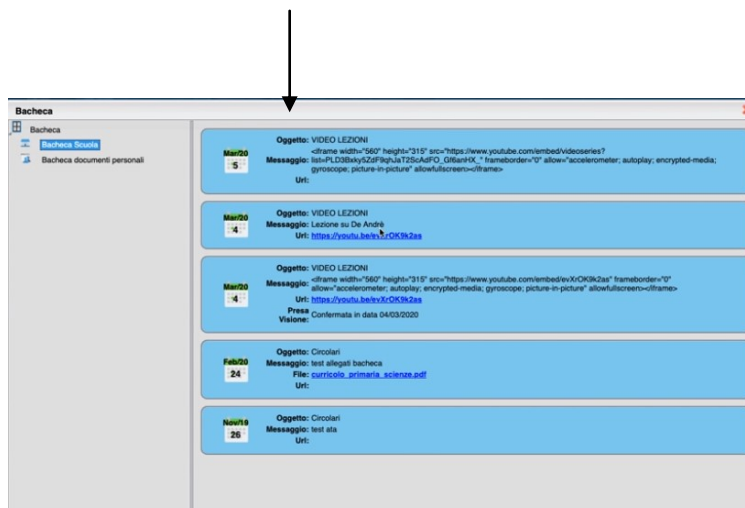 Bacheca
Bacheca
Bacheca Scuola
Bacheca documenti personali
Mar/20
5
Oggetto: VIDEO LEZIONI
Messaggio: <iframe width="560" height="315" src="https://www.youtube.com/embed/videoseries?
list=PLD3Bxky5ZdF9qhJaT2ScAdFO_Gf6anHX_" frameborder="0" allow="accelerometer; autoplay; encrypted-media;
gyroscope; picture-in-picture" allowfullscreen></iframe>
Url:
Mar/20
4
Oggetto: VIDEO LEZIONI
Messaggio: Lezione su De Andrè
Url: https://youtu.be/evXrOK9k2as
Mar/20
4
Oggetto: VIDEO LEZIONI
Messaggio: <iframe width="560" height="315" src="https://www.youtube.com/embed/evXrOK9k2as" frameborder="0"
allow="accelerometer; autoplay; encrypted-media; gyroscope; picture-in-picture" allowfullscreen></iframe>
Url: https://youtu.be/evXrOK9k2as
Presa Visione: Confermata in data 04/03/2020
Feb/20
24
Oggetto: Circolari
Messaggio: test allegati bacheca
File: curricolo_primaria_scienze.pdf
Url:
Nov/19
26
Oggetto: Circolari
Messaggio: test ata
Url: